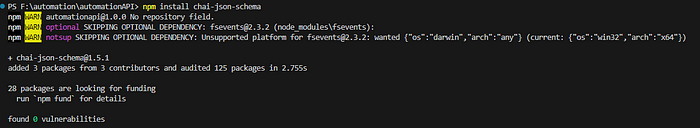 PS F:\automation\automationAPI> npm install chai-json-schema
npm WARN automationapi@1.0.0 No repository field.
npm WARN optional SKIPPING OPTIONAL DEPENDENCY: fsevents@2.3.2 (node_modules\fsevents):
npm WARN notsup SKIPPING OPTIONAL DEPENDENCY: Unsupported platform for fsevents@2.3.2: wanted {"os":"darwin","arch":"any"} (current: {"os":"win32","arch":"x64"})
+ chai-json-schema@1.5.1
added 3 packages from 3 contributors and audited 125 packages in 2.755s
28 packages are looking for funding
run `npm fund` for details
found 0 vulnerabilities